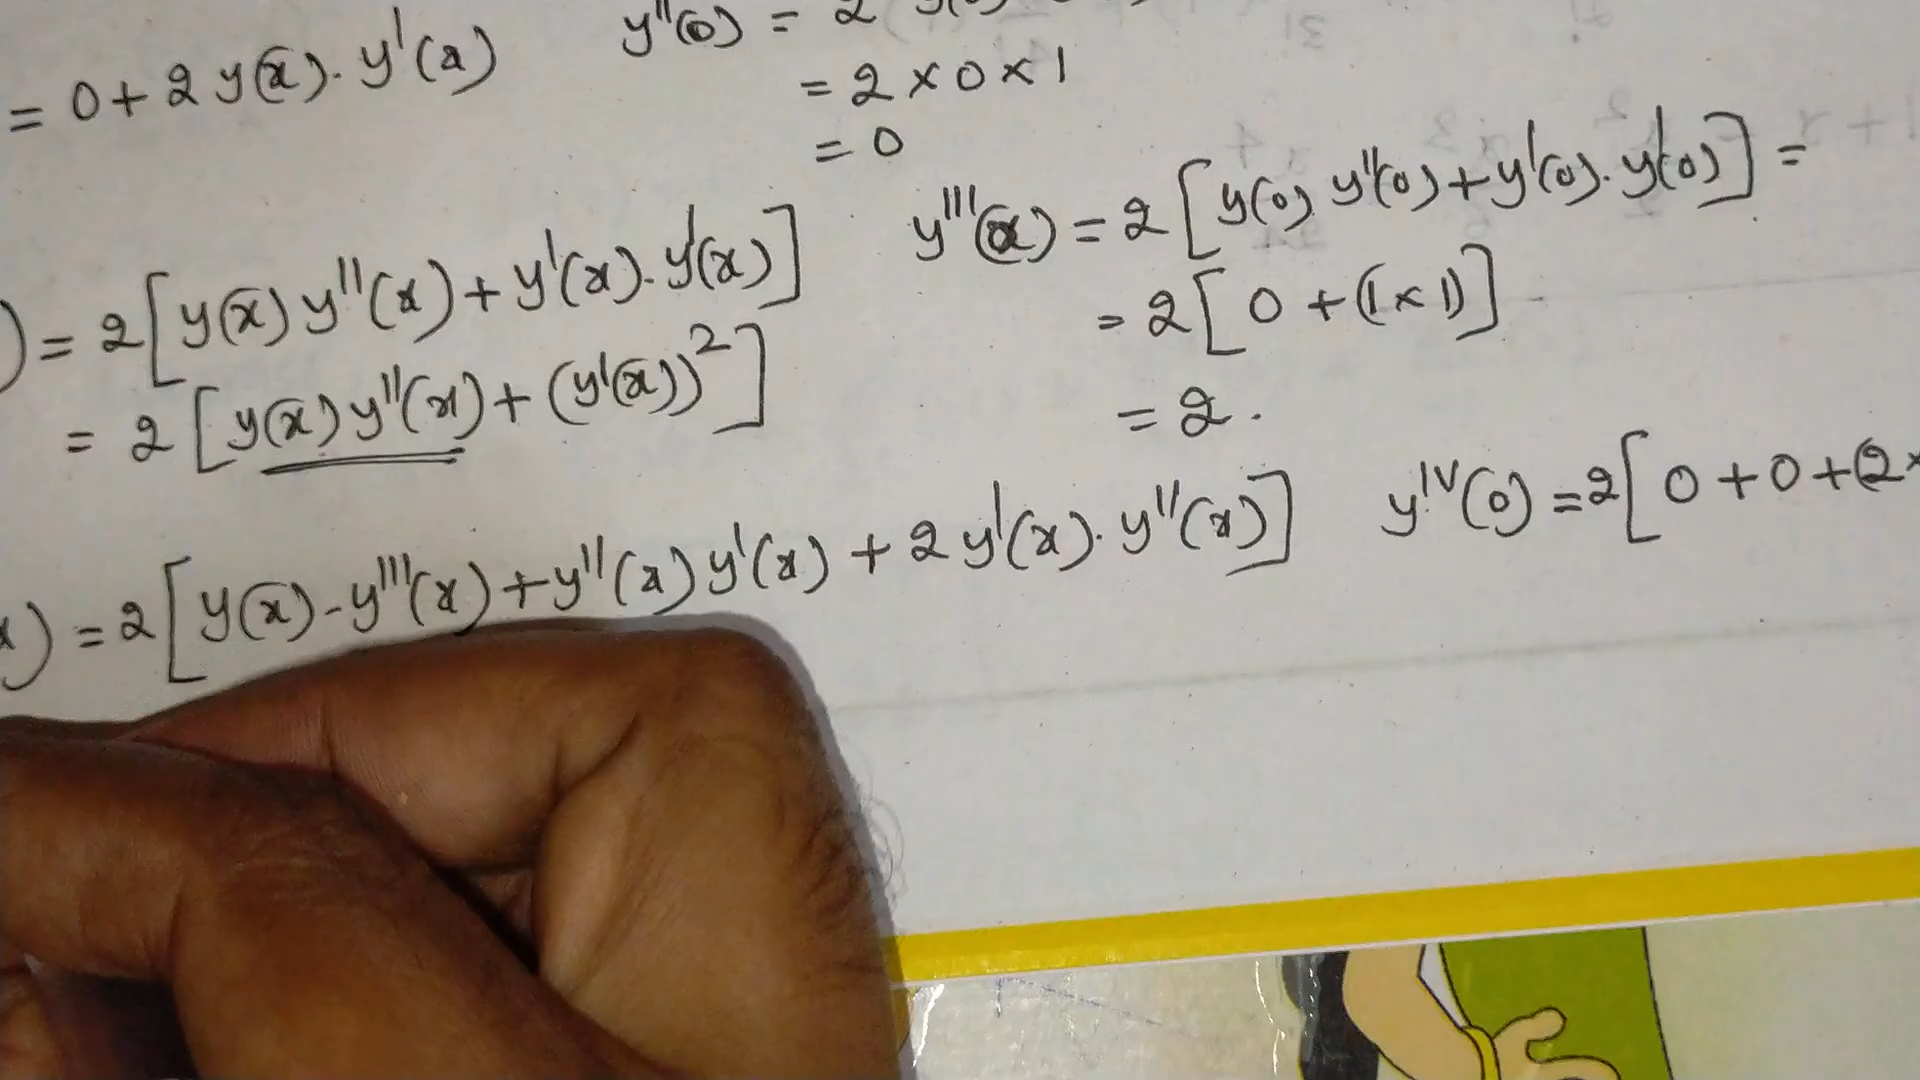 = 0 + 2 y(x) . y'(x)
y''(0) = 2 y(0)
= 2 × 0 × 1
= 0
) = 2 [ y(x) y''(x) + y'(x) . y'(x) ]
= 2 [ y(x) y''(x) + (y'(x))² ]
y'''(x) = 2 [ y(0) y''(0) + y'(0) . y'(0) ] =
= 2 [ 0 + (1 × 1) ]
= 2 .
x) = 2 [ y(x) - y'''(x) + y''(x) y'(x) + 2 y'(x) . y''(x) ]
y^IV(0) = 2 [ 0 + 0 + (2 ×